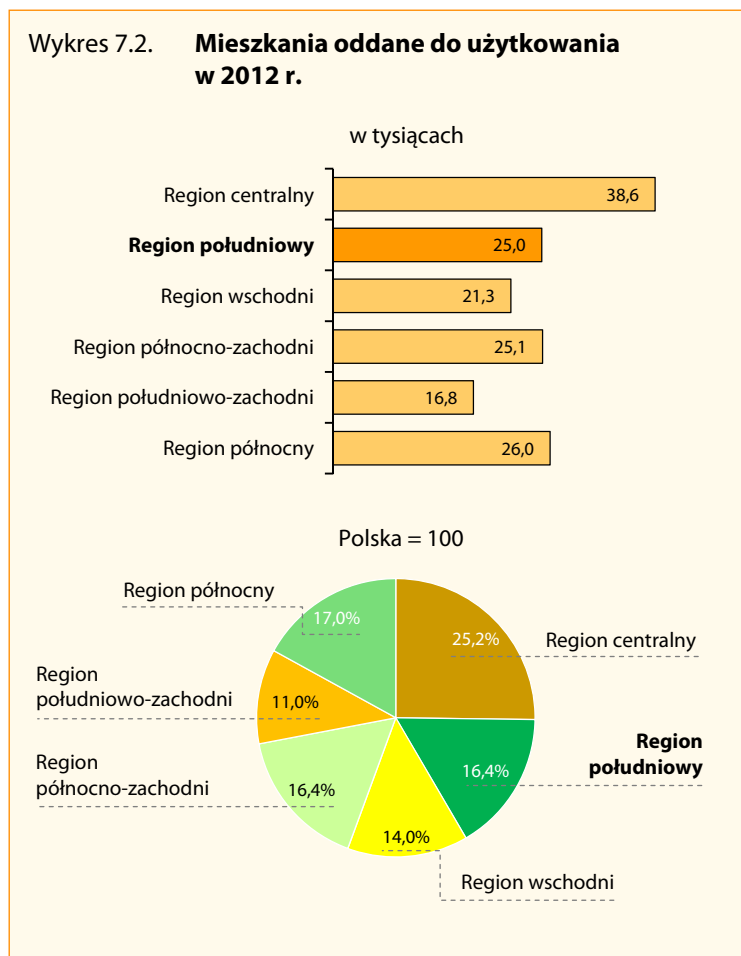 Wykres 7.2. Mieszkania oddane do użytkowania
w 2012 r.
w tysiącach
Region centralny 38,6
Region południowy 25,0
Region wschodni 21,3
Region północno-zachodni 25,1
Region południowo-zachodni 16,8
Region północny 26,0
Polska = 100
Region północny
17,0%
25,2%
Region centralny
Region
południowo-zachodni
11,0%
Region
południowy
16,4%
Region
północno-zachodni
16,4%
14,0%
Region wschodni